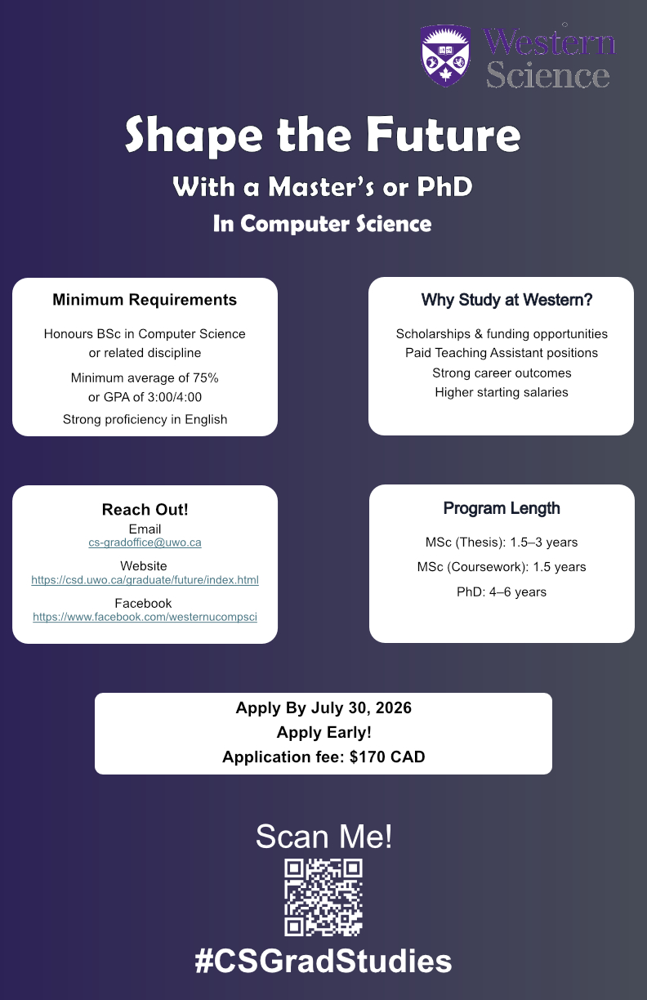 Western
Science
Shape the Future
With a Master's or PhD
In Computer Science
Minimum Requirements
Honours BSc in Computer Science
or related discipline
Minimum average of 75%
or GPA of 3:00/4:00
Strong proficiency in English
Why Study at Western?
Scholarships & funding opportunities
Paid Teaching Assistant positions
Strong career outcomes
Higher starting salaries
Reach Out!
Email
cs-gradoffice@uwo.ca
Website
https://csd.uwo.ca/graduate/future/index.html
Facebook
https://www.facebook.com/westernucompsci
Program Length
MSc (Thesis): 1.5–3 years
MSc (Coursework): 1.5 years
PhD: 4–6 years
Apply By July 30, 2026
Apply Early!
Application fee: $170 CAD
Scan Me!
#CSGradStudies